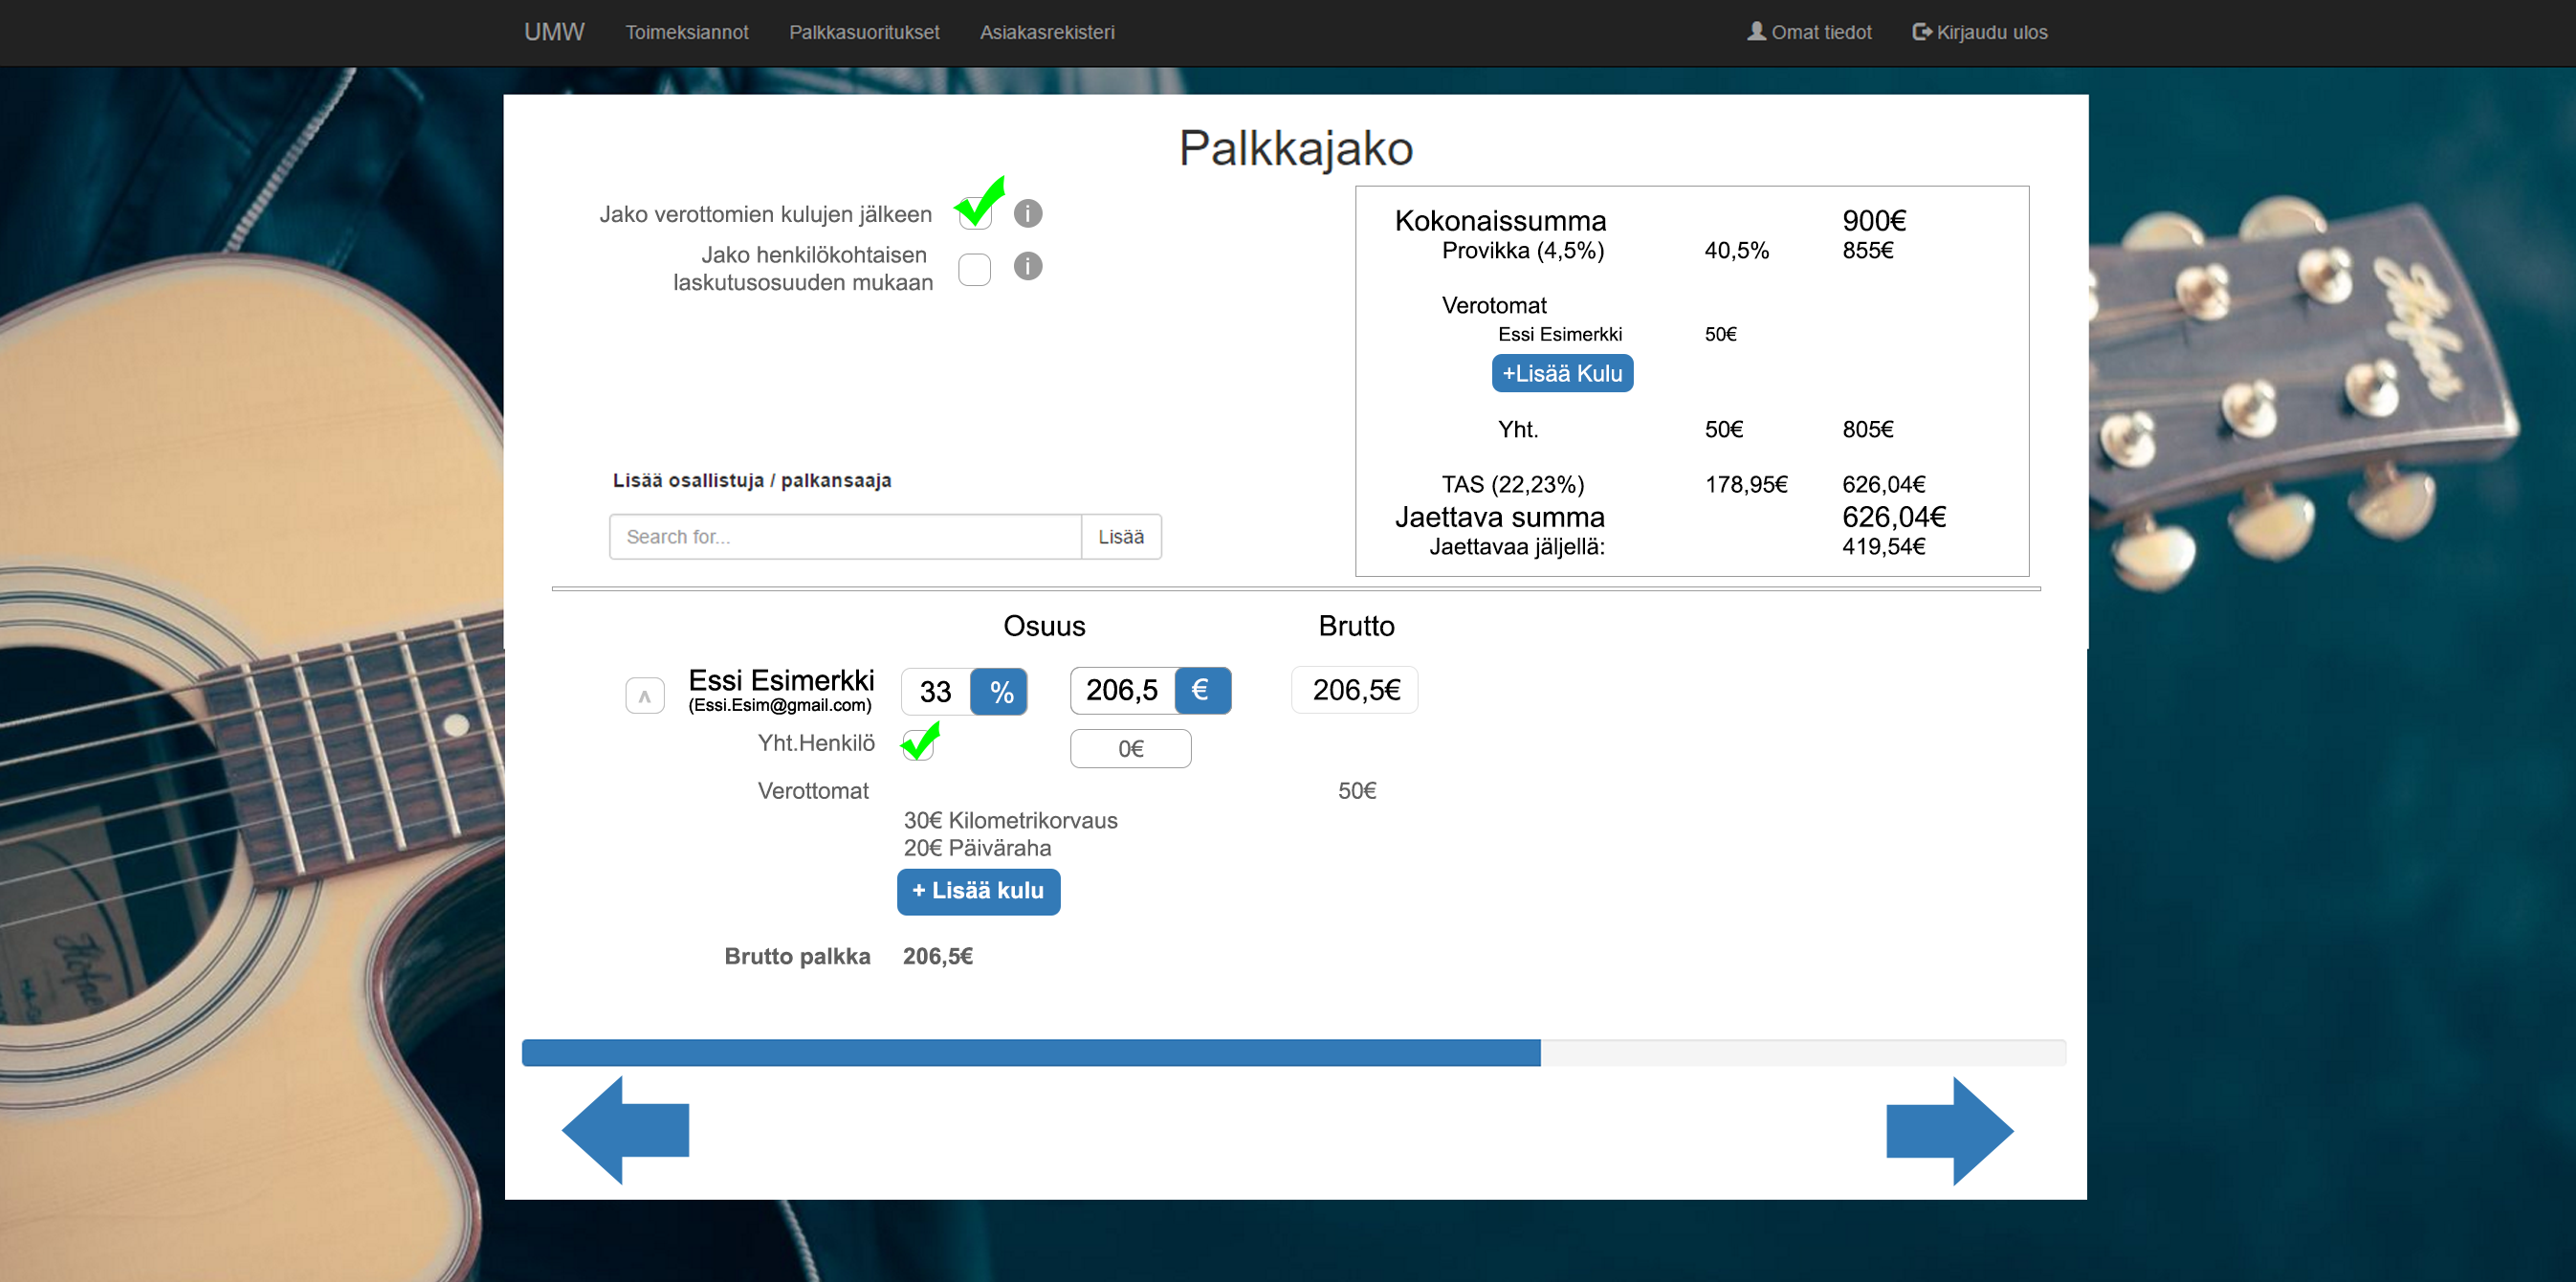 UMW Toimeksiannot Palkkasuoritukset Asiakasrekisteri Omat tiedot Kirjaudu ulos
Palkkajako
Jako verottomien kulujen jälkeen i
Jako henkilökohtaisen
laskutusosuuden mukaan i
Kokonaissumma 900€
Provikka (4,5%) 40,5% 855€
Verotomat
Essi Esimerkki 50€
+Lisää Kulu
Yht. 50€ 805€
TAS (22,23%) 178,95€ 626,04€
Jaettava summa 626,04€
Jaettavaa jäljellä: 419,54€
Lisää osallistuja / palkansaaja
Search for... Lisää
Osuus Brutto
Essi Esimerkki 33 % 206,5 € 206,5€
(Essi.Esim@gmail.com)
Yht.Henkilö 0€
Verottomat 50€
30€ Kilometrikorvaus
20€ Päiväraha
+ Lisää kulu
Brutto palkka 206,5€
Hofner